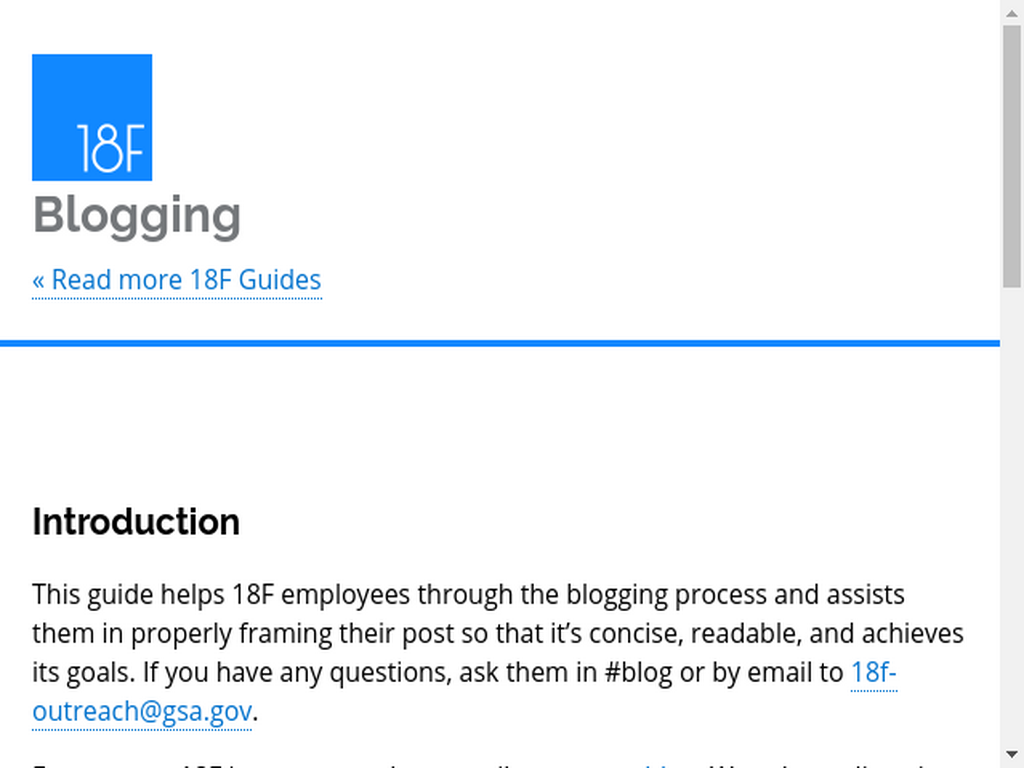 18F
Blogging
« Read more 18F Guides
Introduction
This guide helps 18F employees through the blogging process and assists
them in properly framing their post so that it’s concise, readable, and achieves
its goals. If you have any questions, ask them in #blog or by email to 18f-
outreach@gsa.gov.